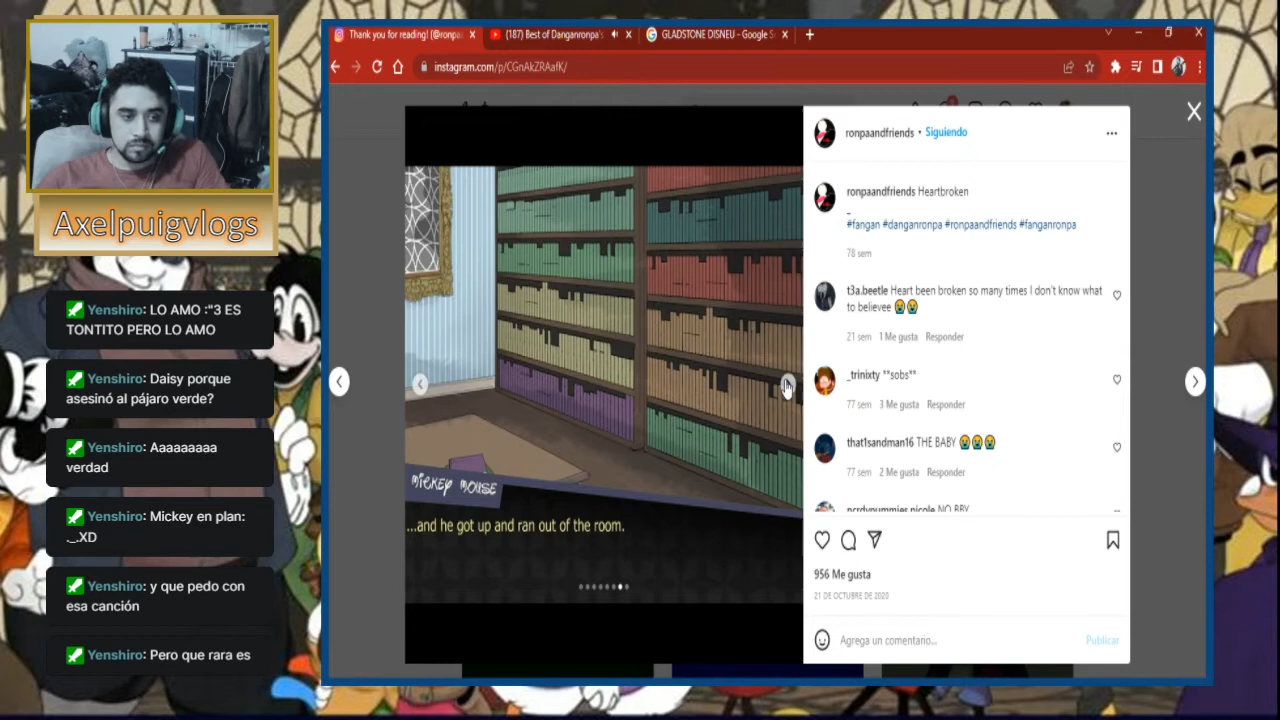 Thank you for reading! (@ronpa
(187) Best of Danganronpa's
GLADSTONE DISNEU - Google S
instagram.com/p/CGnAkZRAafK/
Axelpuigvlogs
Yenshiro: LO AMO :"3 ES
TONTITO PERO LO AMO
Yenshiro: Daisy porque
asesinó al pájaro verde?
Yenshiro: Aaaaaaaaa
verdad
Yenshiro: Mickey en plan:
._.XD
Yenshiro: y que pedo con
esa canción
Yenshiro: Pero que rara es
MICKEY MOUSE
...and he got up and ran out of the room.
ronpaandfriends • Siguiendo
ronpaandfriends Heartbroken
_
#fangan #danganronpa #ronpaandfriends #fanganronpa
78 sem
t3a.beetle Heart been broken so many times I don't know what
to believee 😭😭
21 sem 1 Me gusta Responder
_trinixty **sobs**
77 sem 3 Me gusta Responder
that1sandman16 THE BABY 😭😭😭
77 sem 2 Me gusta Responder
956 Me gusta
21 DE OCTUBRE DE 2020
Agrega un comentario...
Publicar